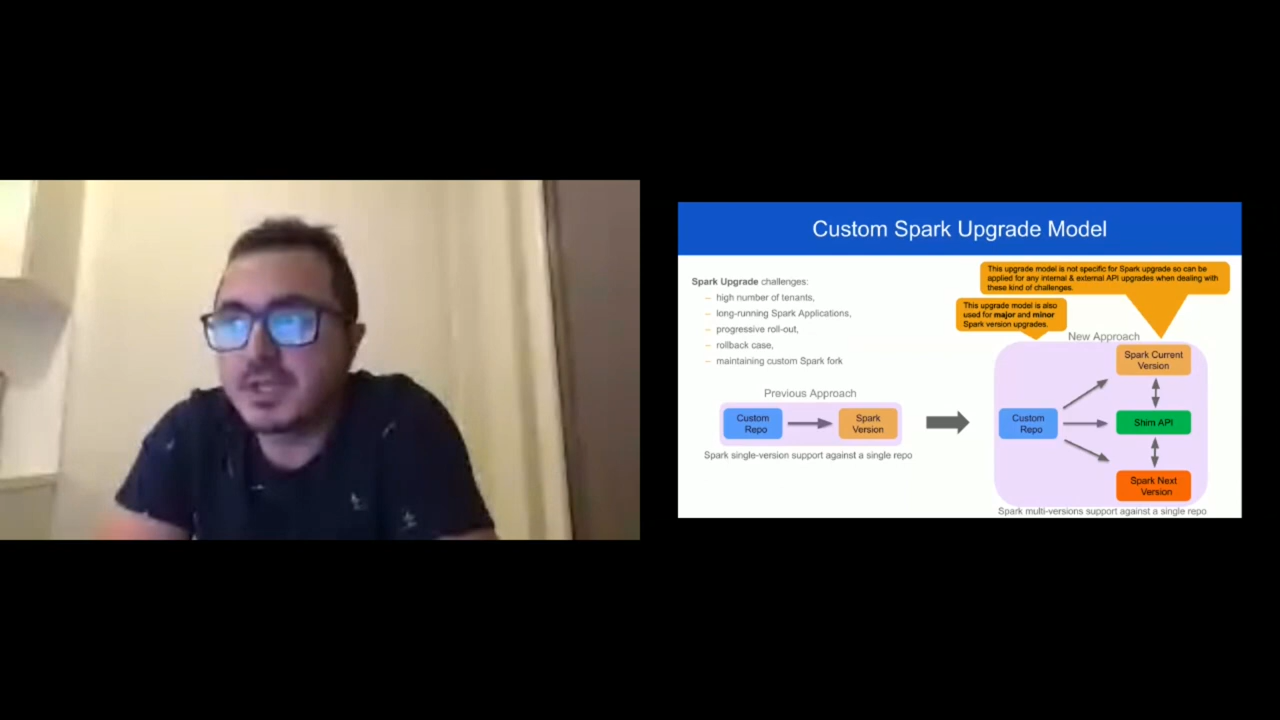 Custom Spark Upgrade Model
Spark Upgrade challenges:
– high number of tenants,
– long-running Spark Applications,
– progressive roll-out,
– rollback case,
– maintaining custom Spark fork
Previous Approach
Custom
Repo
Spark
Version
Spark single-version support against a single repo
This upgrade model is not specific for Spark upgrade so can be
applied for any internal & external API upgrades when dealing with
these kind of challenges.
This upgrade model is also
used for major and minor
Spark version upgrades.
New Approach
Spark Current
Version
Custom
Repo
Shim API
Spark Next
Version
Spark multi-versions support against a single repo